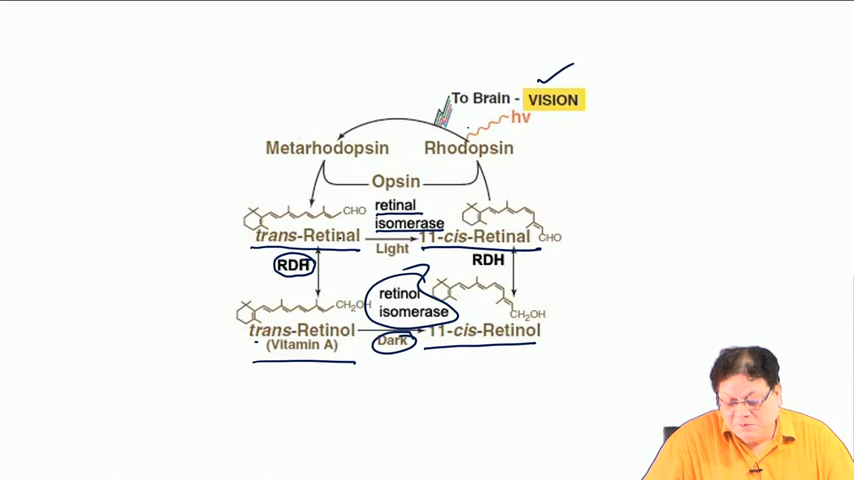 To Brain - VISION
hν
Metarhodopsin Rhodopsin
Opsin
CHO retinal
isomerase
trans-Retinal 11-cis-Retinal CHO
Light
RDH RDH
CH₂OH retinol
isomerase CH₂OH
trans-Retinol 11-cis-Retinol
(Vitamin A) Dark